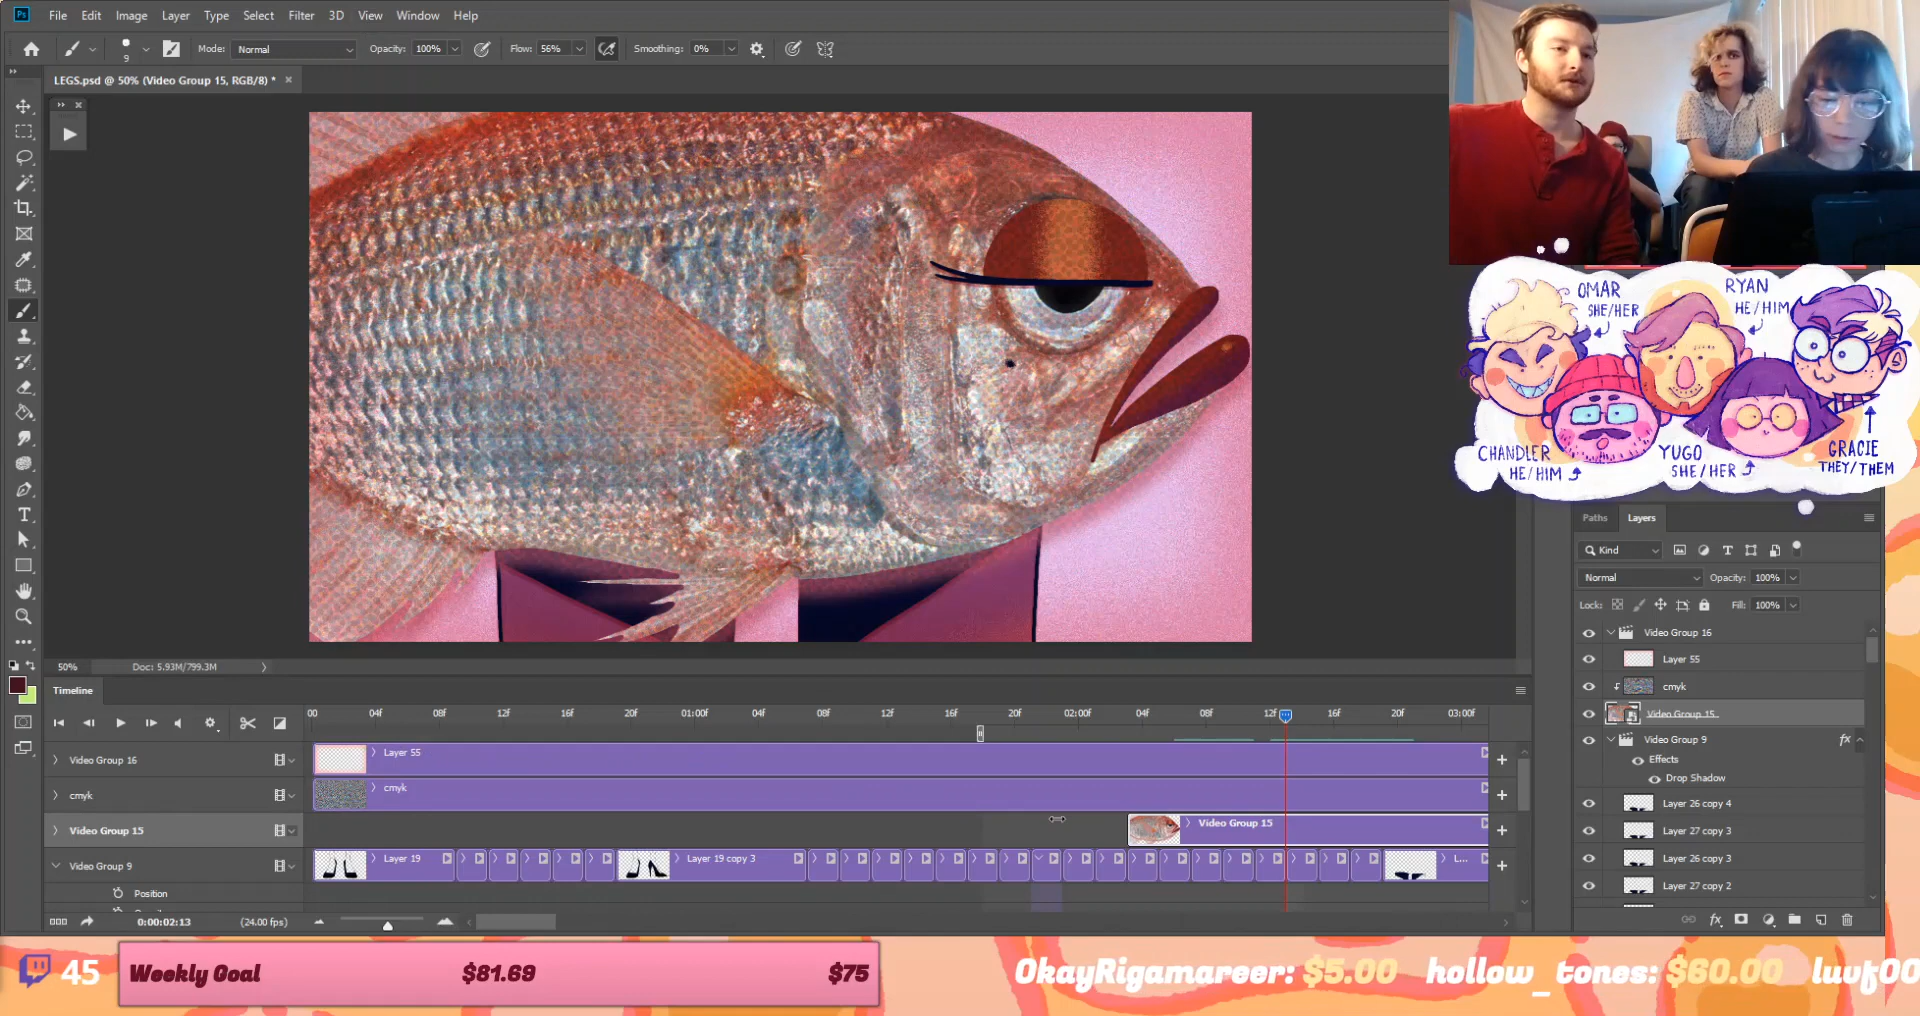 Ps File Edit Image Layer Type Select Filter 3D View Window Help
9 Mode: Normal Opacity: 100% Flow: 56% Smoothing: 0%
LEGS.psd @ 50% (Video Group 15, RGB/8) *
OMAR
SHE/HER
RYAN
HE/HIM
CHANDLER
HE/HIM
YUGO
SHE/HER
GRACIE
THEY/THEM
Paths Layers
Kind
Normal Opacity: 100%
Lock: Fill: 100%
Video Group 16
Layer 55
cmyk
Video Group 15
Video Group 9 fx
Effects
Drop Shadow
Layer 26 copy 4
Layer 27 copy 3
Layer 26 copy 3
Layer 27 copy 2
fx
50% Doc: 5.93M/799.3M
Timeline
00 04f 08f 12f 16f 20f 01:00f 04f 08f 12f 16f 20f 02:00f 04f 08f 12f 16f 20f 03:00f
Video Group 16 Layer 55
cmyk cmyk
Video Group 15 Video Group 15
Video Group 9 Layer 19 Layer 19 copy 3 L...
Position
0:00:02:13 (24.00 fps)
45 Weekly Goal $81.69 $75
OkayRigamareer: $5.00 hollow_tones: $60.00 luvf00